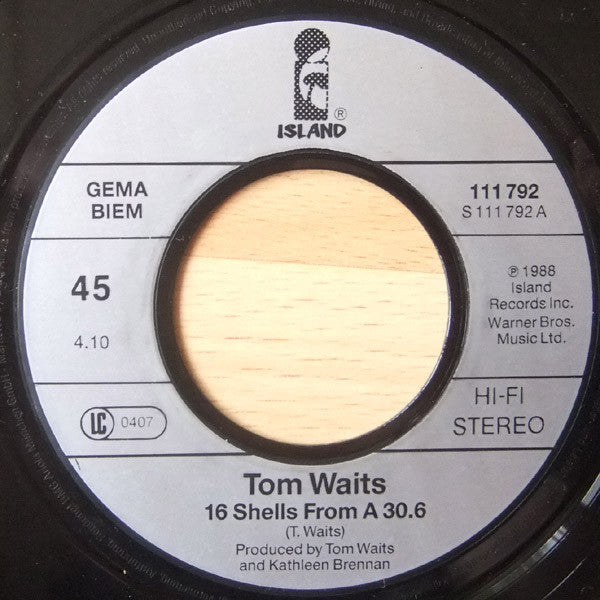 ®
ISLAND
GEMA
BIEM
111 792
S 111 792 A
45
4.10
℗ 1988
Island
Records Inc.
Warner Bros.
Music Ltd.
LC 0407
HI-FI
STEREO
Tom Waits
16 Shells From A 30.6
(T. Waits)
Produced by Tom Waits
and Kathleen Brennan